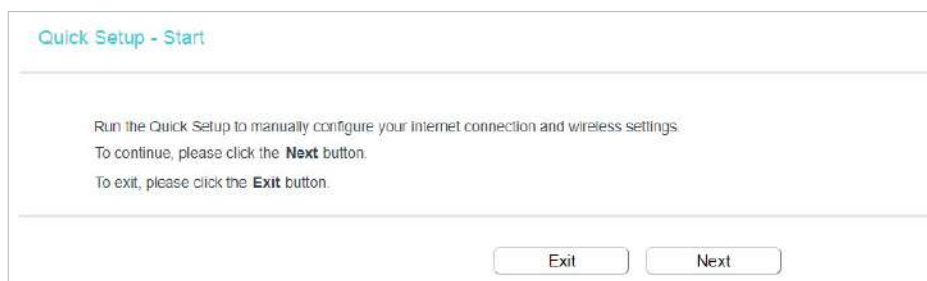 Quick Setup - Start
Run the Quick Setup to manually configure your internet connection and wireless settings.
To continue, please click the Next button.
To exit, please click the Exit button.
Exit
Next